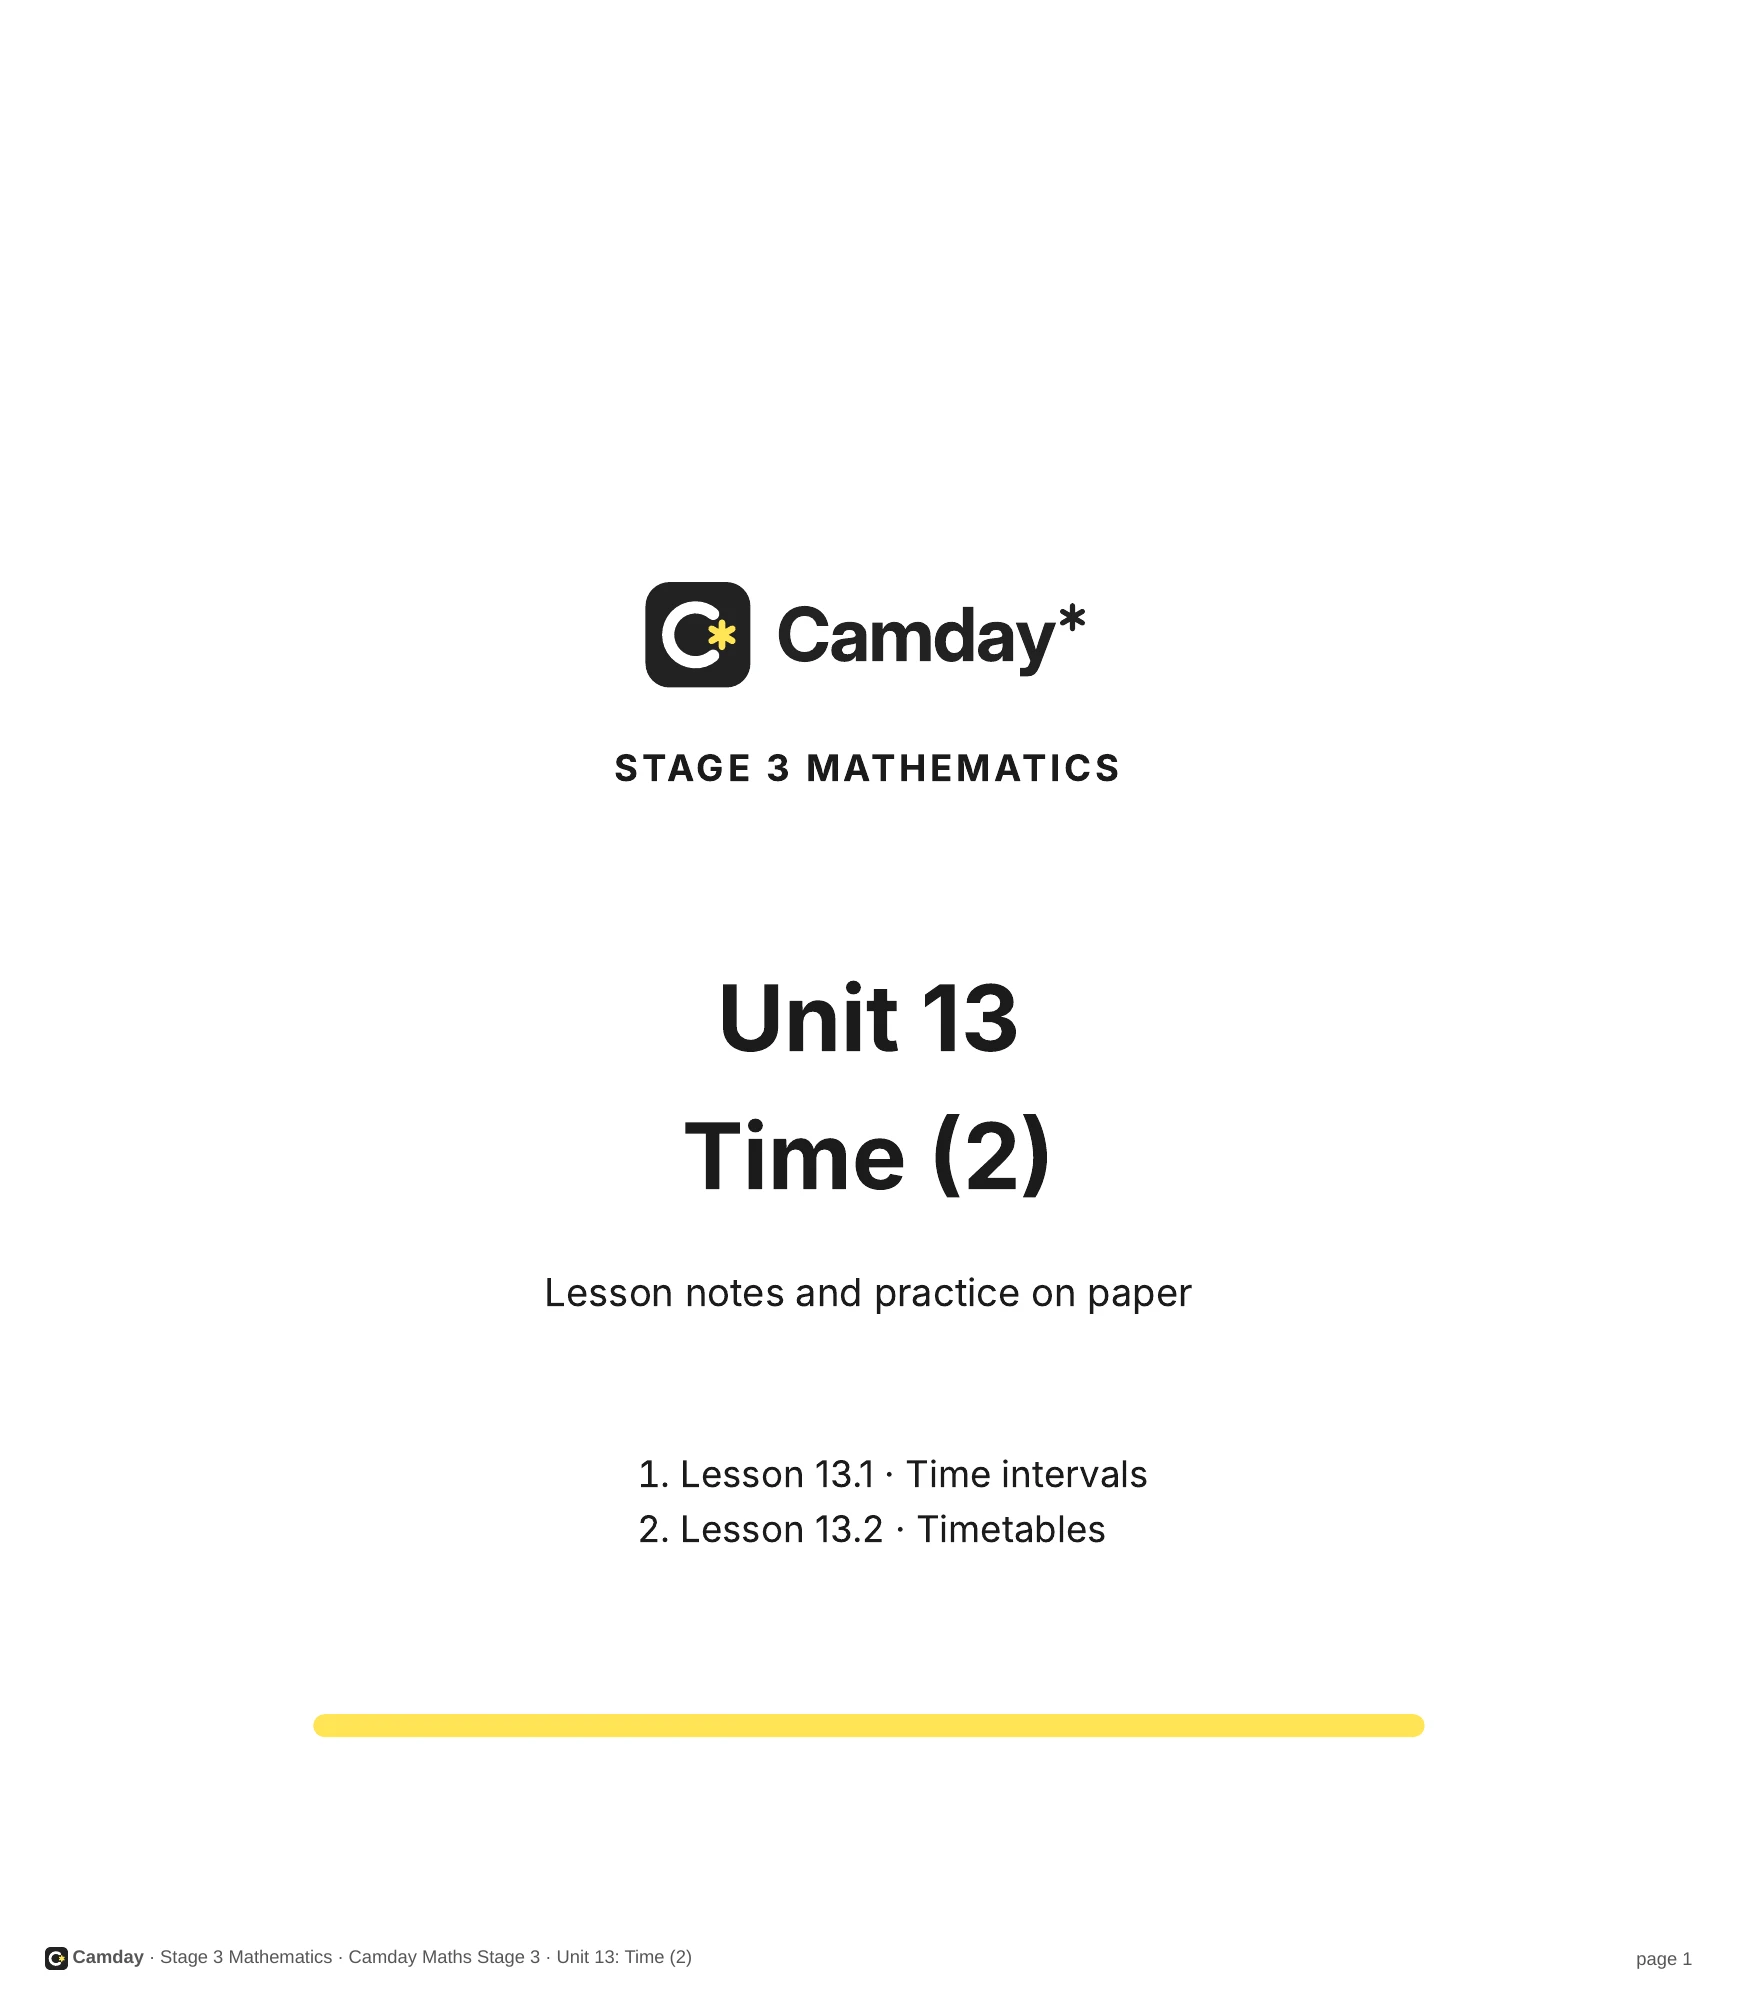 Camday*
STAGE 3 MATHEMATICS
Unit 13
Time (2)
Lesson notes and practice on paper
1. Lesson 13.1 · Time intervals
2. Lesson 13.2 · Timetables
Camday · Stage 3 Mathematics · Camday Maths Stage 3 · Unit 13: Time (2)
page 1